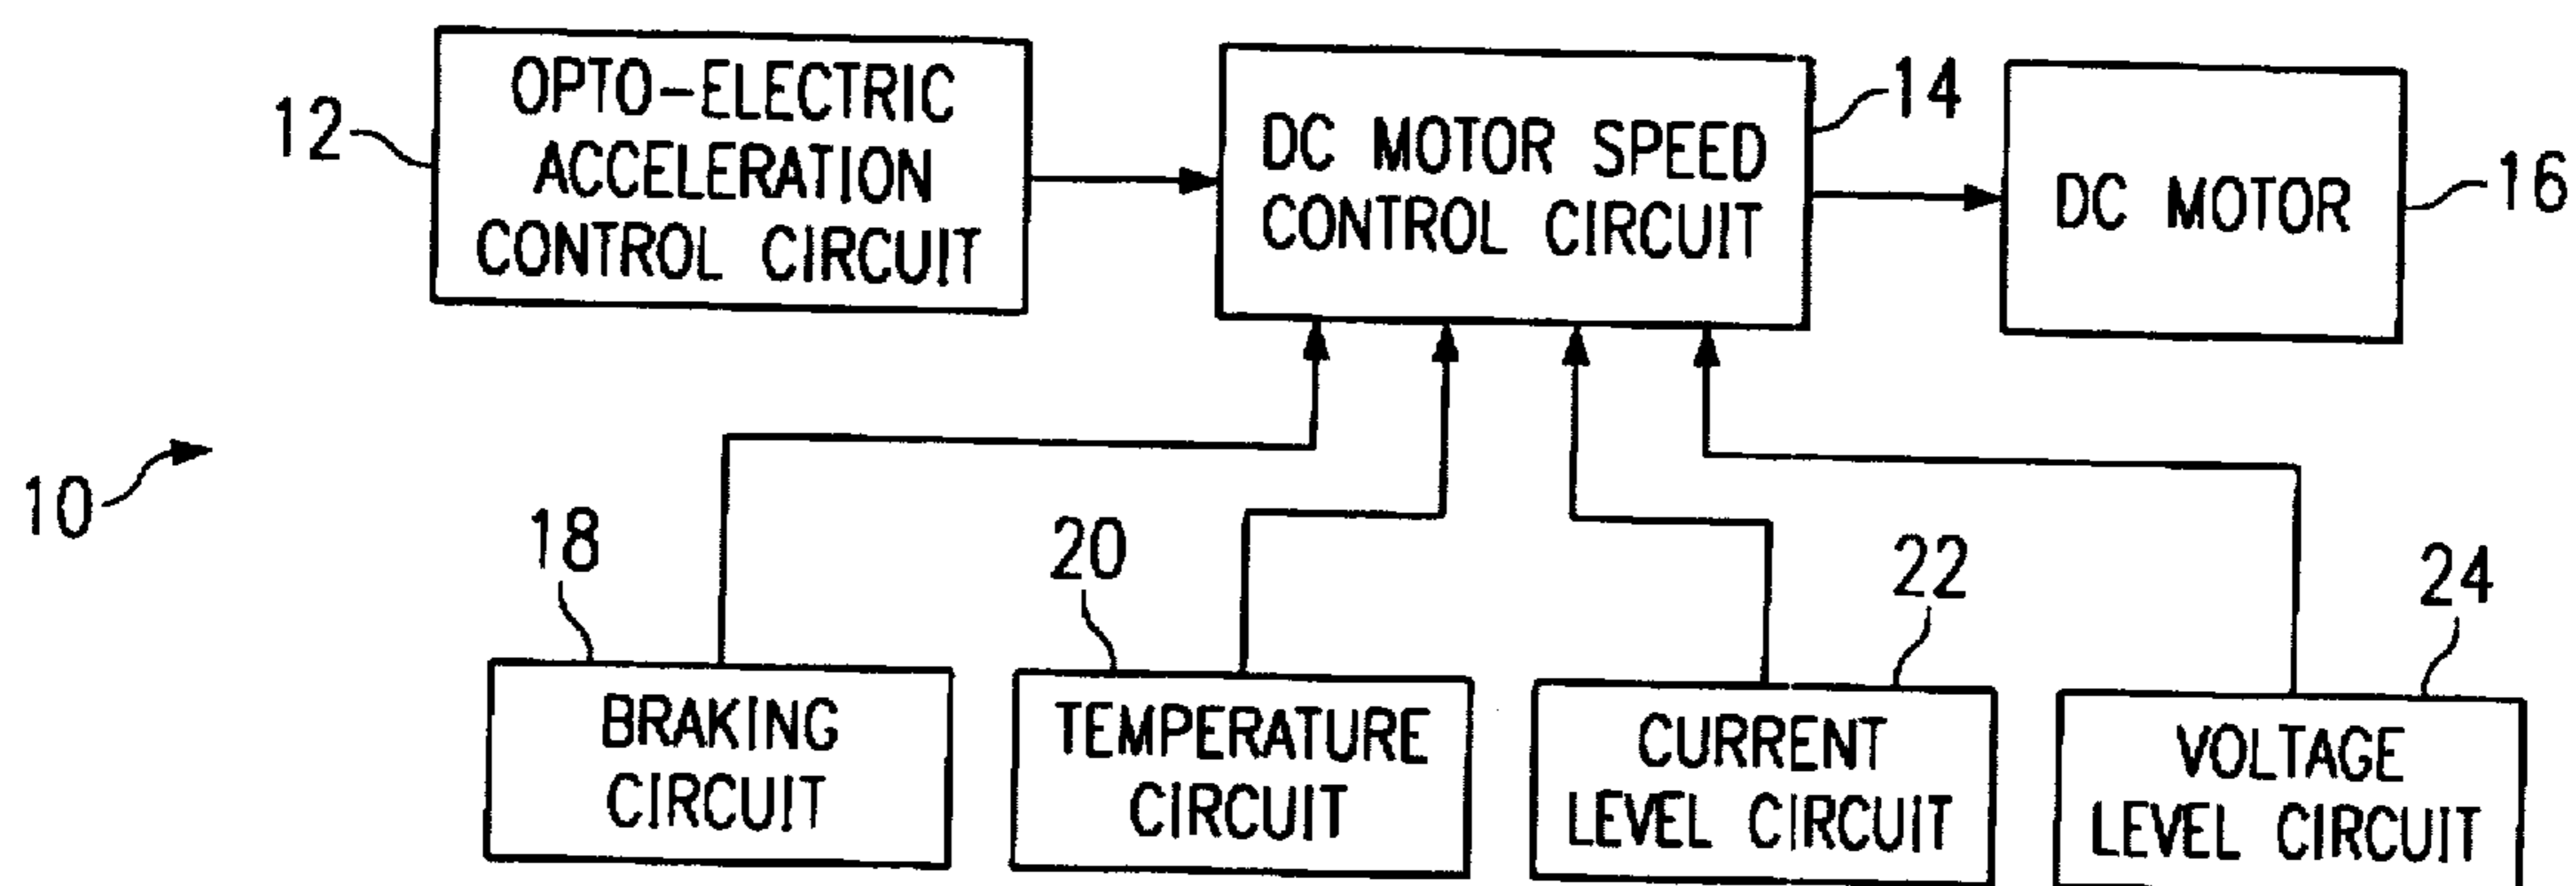 OPTO-ELECTRIC
ACCELERATION
CONTROL CIRCUIT
12
DC MOTOR SPEED
CONTROL CIRCUIT
14
DC MOTOR
16
10
18
BRAKING
CIRCUIT
20
TEMPERATURE
CIRCUIT
22
CURRENT
LEVEL CIRCUIT
24
VOLTAGE
LEVEL CIRCUIT